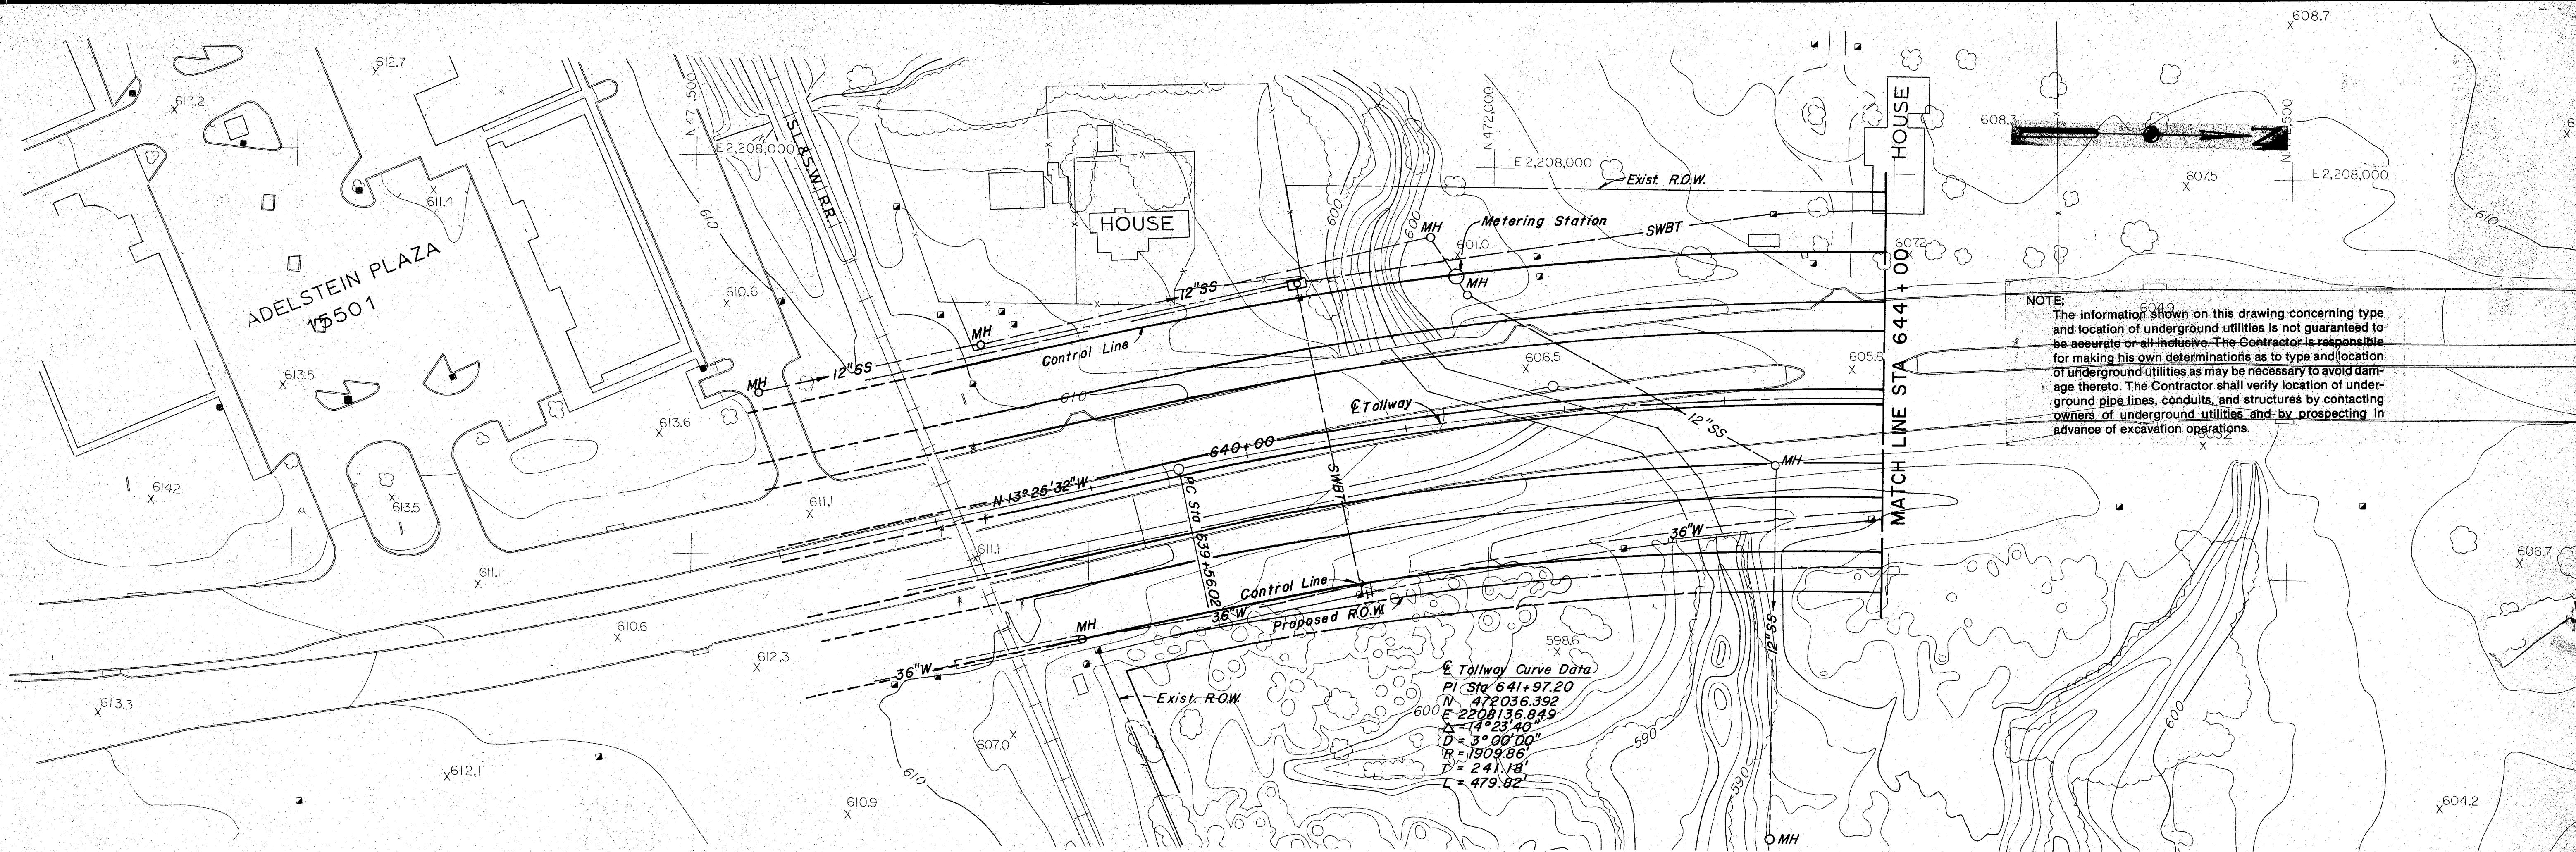 608.7
612.7
612.2
N 471,500
S.L.&S.W. R.R.
E 2,208,000
N 472,000
E 2,208,000
HOUSE
608.3
N
E 2,208,000
607.5
611.4
610
HOUSE
Exist. R.O.W.
Metering Station
SWBT
MH
601.0
600
600
607.2
610
ADELSTEIN PLAZA
15501
610.6
12"SS
MH
MH
Control Line
12"SS
MH
613.5
613.6
610
606.5
605.8
℄ Tollway
12"SS
MH
MATCH LINE STA 644+00
NOTE:
604.9
The information shown on this drawing concerning type
and location of underground utilities is not guaranteed to
be accurate or all inclusive. The Contractor is responsible
for making his own determinations as to type and location
of underground utilities as may be necessary to avoid dam-
age thereto. The Contractor shall verify location of under-
ground pipe lines, conduits, and structures by contacting
owners of underground utilities and by prospecting in
advance of excavation operations.
640+00
N 13°25'32"W
PC Sta 639+56.02
SWBT
614.2
613.5
611.1
611.1
611.1
36"W
606.7
Control Line
36"W
Proposed R.O.W.
12"SS
MH
610.6
612.3
36"W
598.6
613.3
Exist. R.O.W.
607.0
612.1
610
610.9
600
590
590
600
℄ Tollway Curve Data
PI Sta 641+97.20
N 472036.392
E 2208136.849
△=14°23'40"
D = 3°00'00"
R = 1909.86'
T = 241.18'
L = 479.82'
604.2
MH